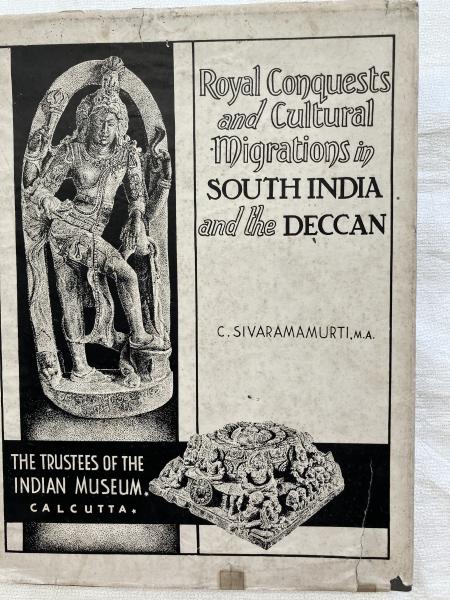 Royal Conquests
and Cultural
Migrations in
SOUTH INDIA
and the DECCAN
C. SIVARAMAMURTI, M.A.
THE TRUSTEES OF THE
INDIAN MUSEUM.
CALCUTTA.